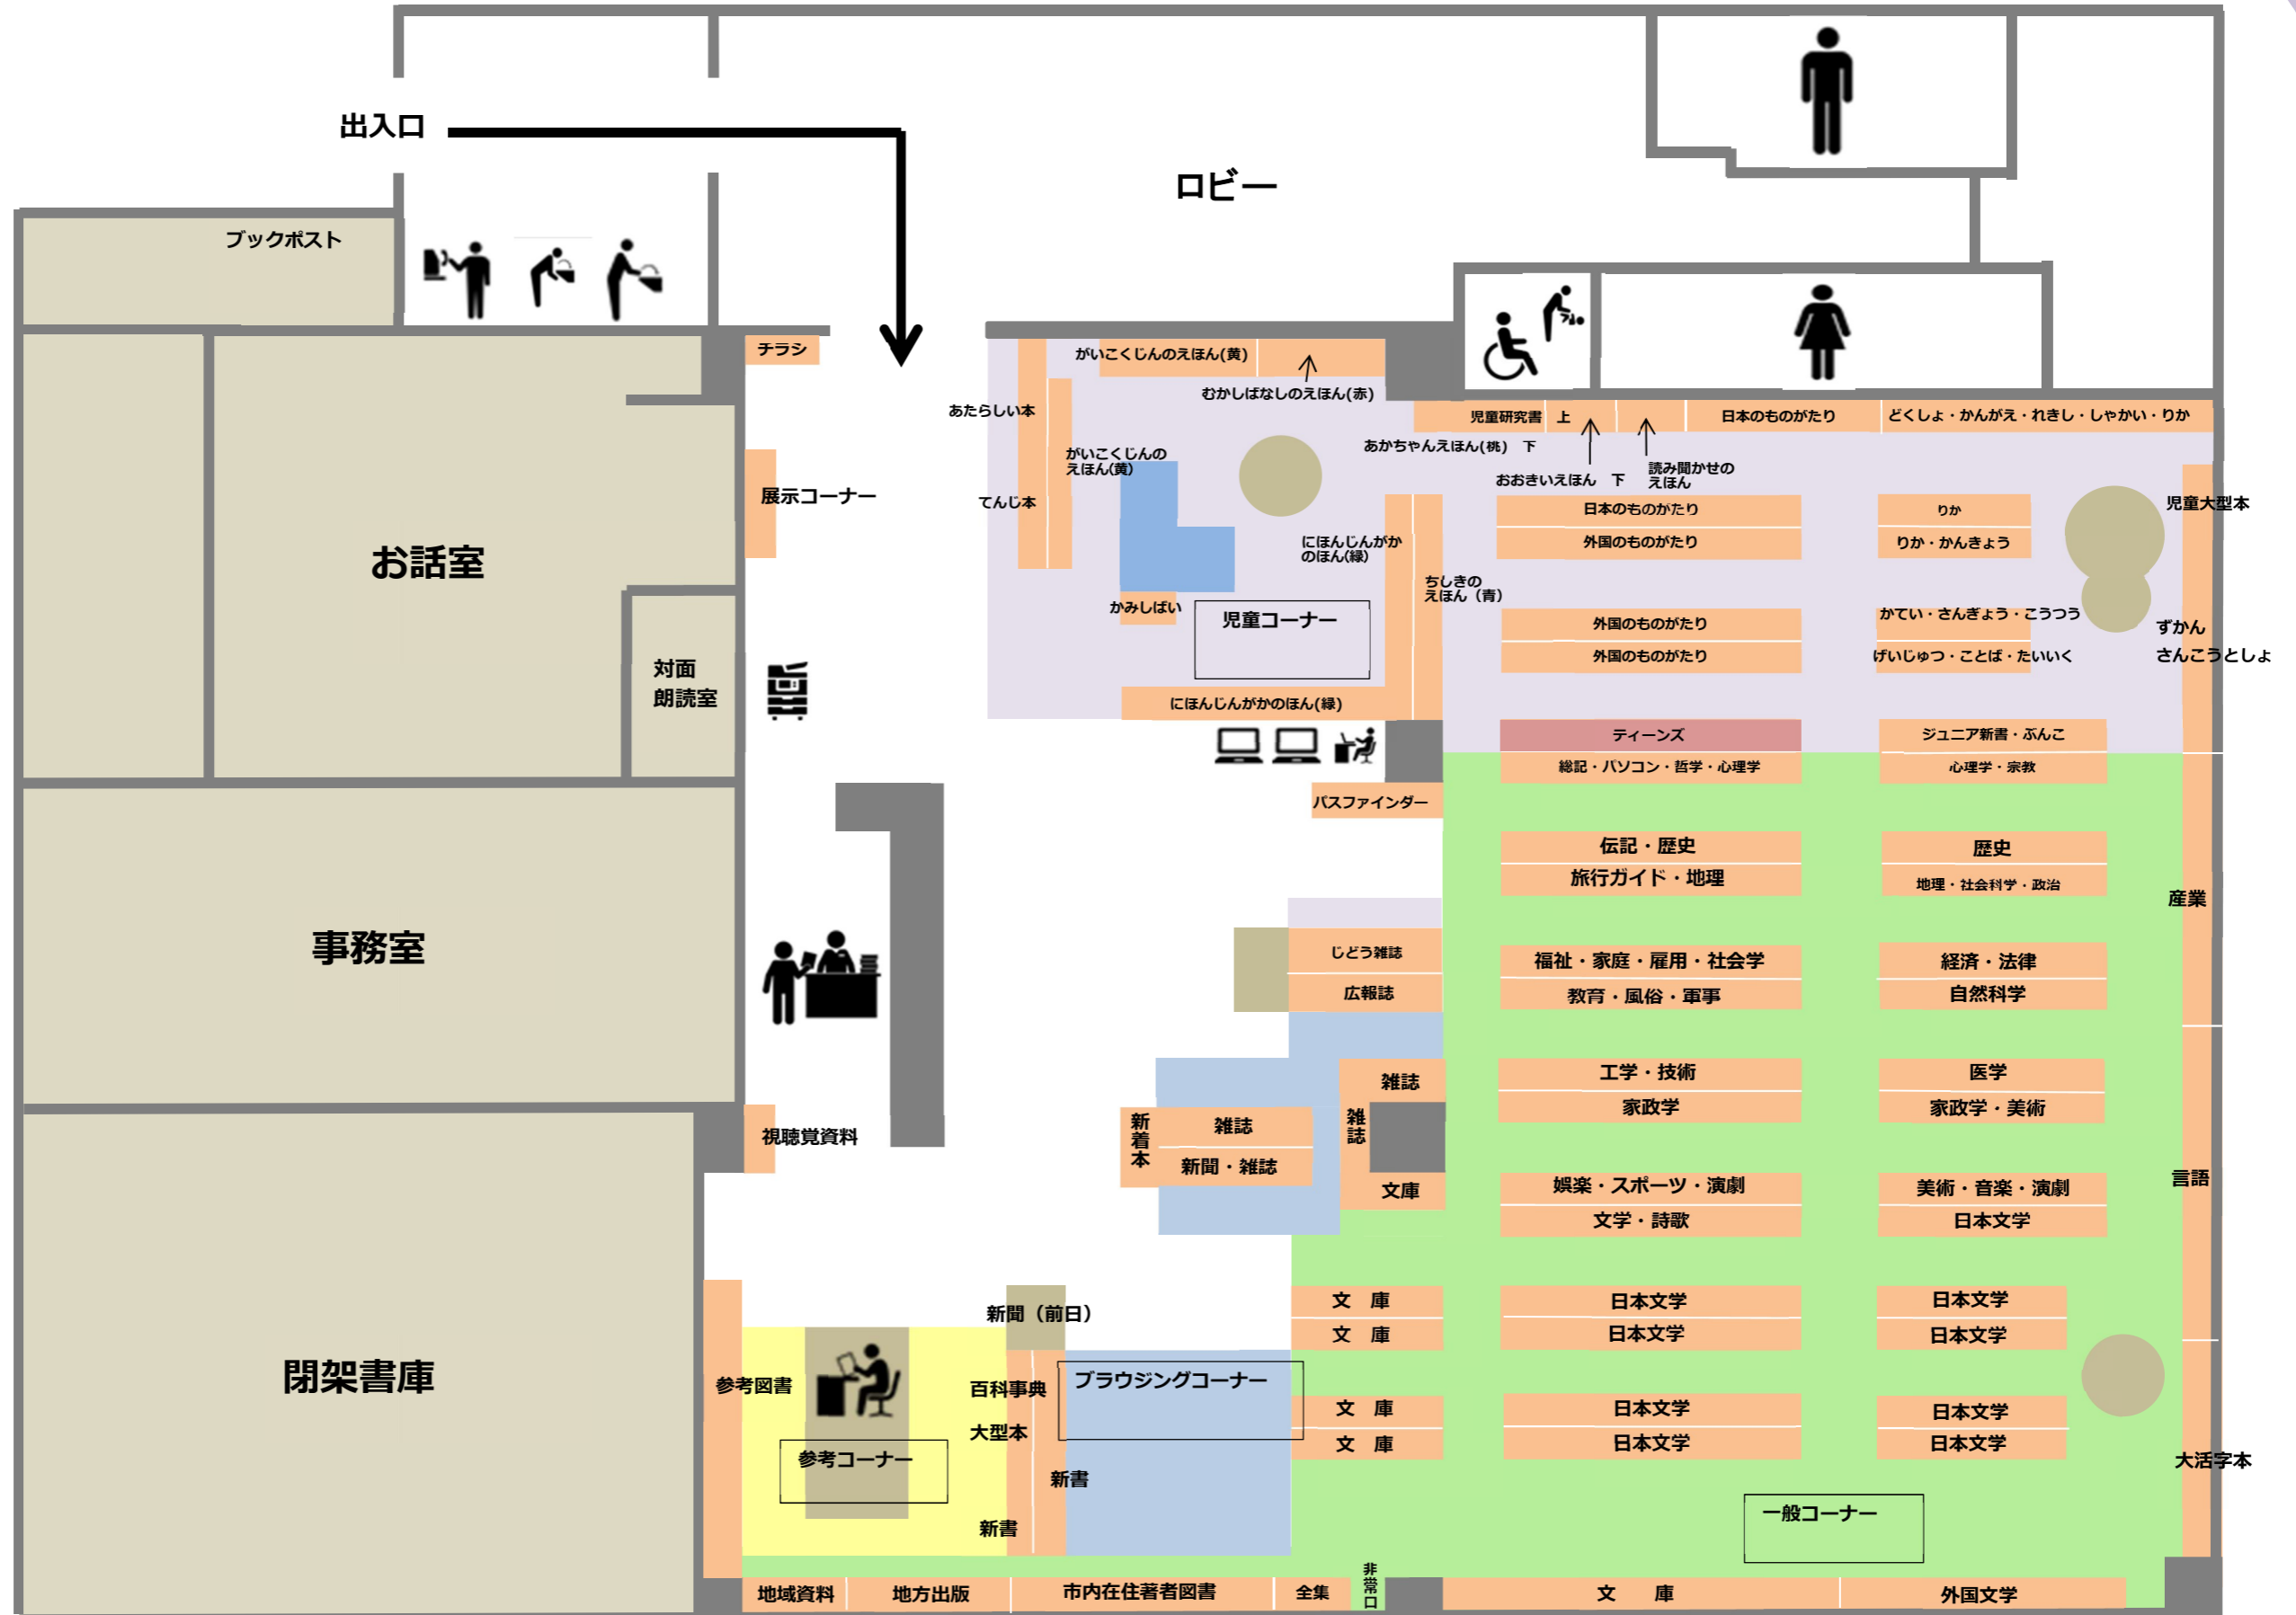 出入口
ロビー
ブックポスト
チラシ
がいこくじんのえほん(黄)
むかしばなしのえほん(赤)
あたらしい本
がいこくじんの
えほん(黄)
てんじ本
展示コーナー
お話室
対面
朗読室
かみしばい
児童コーナー
にほんじんがか
のほん(緑)
ちしきの
えほん（青）
にほんじんがかのほん(緑)
児童研究書
上
日本のものがたり
どくしょ・かんがえ・れきし・しゃかい・りか
あかちゃんえほん(桃)　下
おおきいえほん　下
読み聞かせの
えほん
児童大型本
日本のものがたり
外国のものがたり
りか
りか・かんきょう
外国のものがたり
外国のものがたり
かてい・さんぎょう・こうつう
げいじゅつ・ことば・たいいく
ずかん
さんこうとしょ
ティーンズ
総記・パソコン・哲学・心理学
ジュニア新書・ぶんこ
心理学・宗教
パスファインダー
伝記・歴史
旅行ガイド・地理
歴史
地理・社会科学・政治
産業
事務室
じどう雑誌
広報誌
福祉・家庭・雇用・社会学
教育・風俗・軍事
経済・法律
自然科学
工学・技術
家政学
医学
家政学・美術
視聴覚資料
新着本
雑誌
新聞・雑誌
雑誌
雑誌
文庫
娯楽・スポーツ・演劇
文学・詩歌
美術・音楽・演劇
日本文学
言語
閉架書庫
新聞（前日）
文　庫
文　庫
日本文学
日本文学
日本文学
日本文学
参考図書
百科事典
大型本
ブラウジングコーナー
参考コーナー
新書
新書
文　庫
文　庫
日本文学
日本文学
日本文学
日本文学
大活字本
一般コーナー
地域資料
地方出版
市内在住著者図書
全集
非常口
文　庫
外国文学